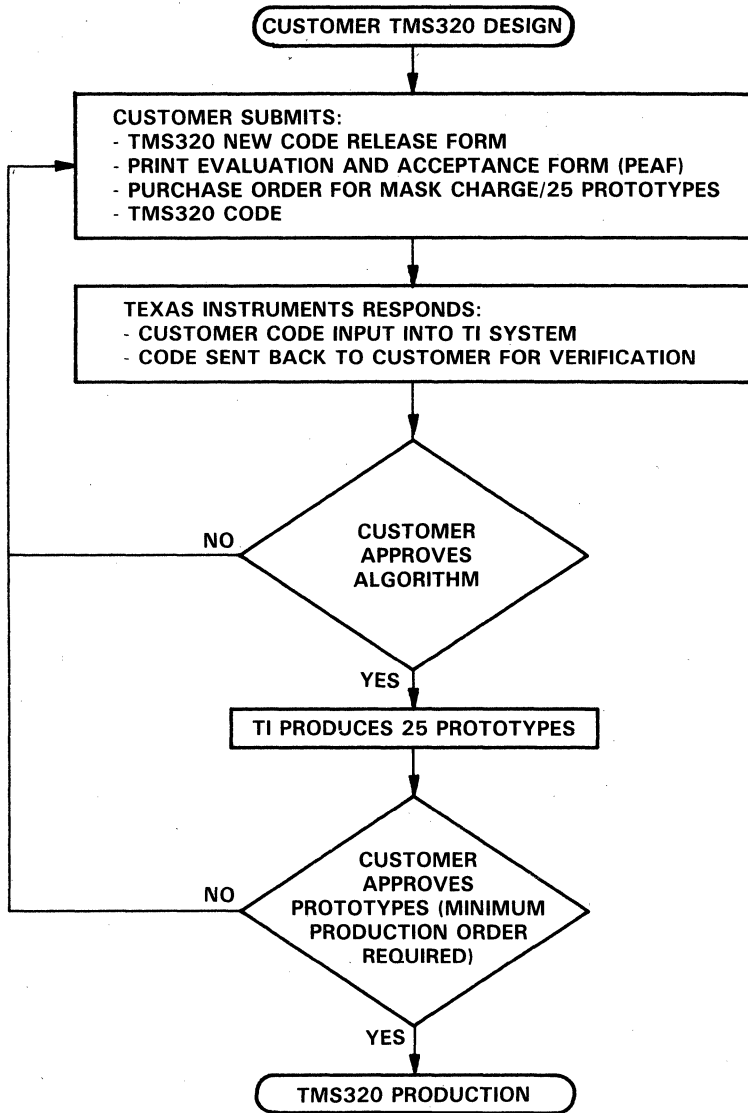 CUSTOMER TMS320 DESIGN
CUSTOMER SUBMITS:
- TMS320 NEW CODE RELEASE FORM
- PRINT EVALUATION AND ACCEPTANCE FORM (PEAF)
- PURCHASE ORDER FOR MASK CHARGE/25 PROTOTYPES
- TMS320 CODE
TEXAS INSTRUMENTS RESPONDS:
- CUSTOMER CODE INPUT INTO TI SYSTEM
- CODE SENT BACK TO CUSTOMER FOR VERIFICATION
NO
CUSTOMER
APPROVES
ALGORITHM
YES
TI PRODUCES 25 PROTOTYPES
NO
CUSTOMER
APPROVES
PROTOTYPES (MINIMUM
PRODUCTION ORDER
REQUIRED)
YES
TMS320 PRODUCTION